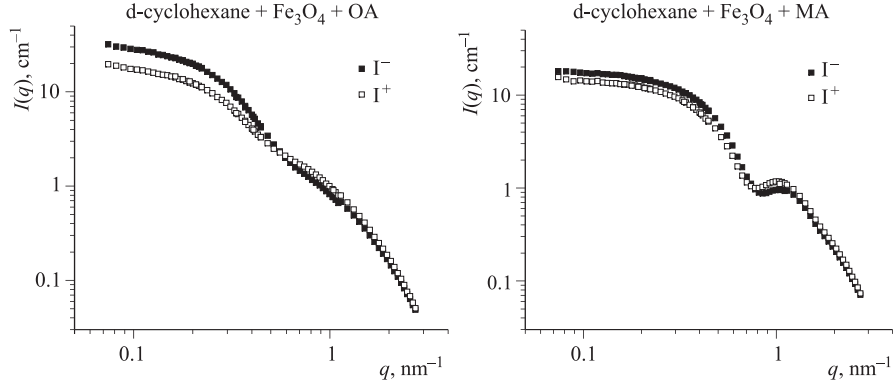 d-cyclohexane + Fe₃O₄ + OA
I(q), cm⁻¹
10
1
0.1
I⁻
I⁺
0.1
1
q, nm⁻¹
d-cyclohexane + Fe₃O₄ + MA
I(q), cm⁻¹
10
1
0.1
I⁻
I⁺
0.1
1
q, nm⁻¹